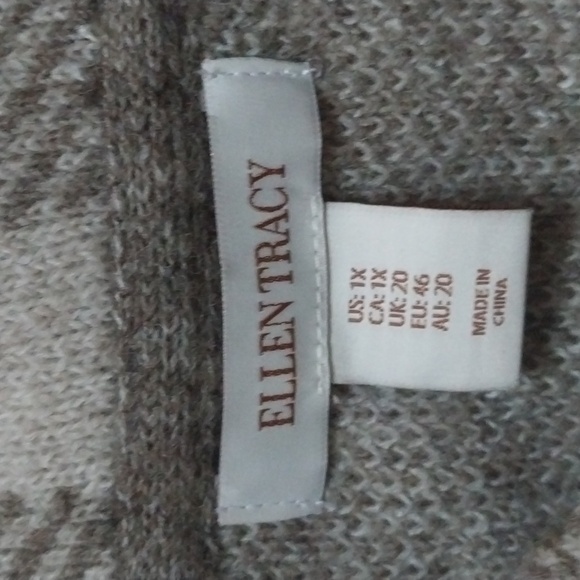 ELLEN TRACY
US: 1X
CA: 1X
UK: 20
EU: 46
AU: 20
MADE IN
CHINA